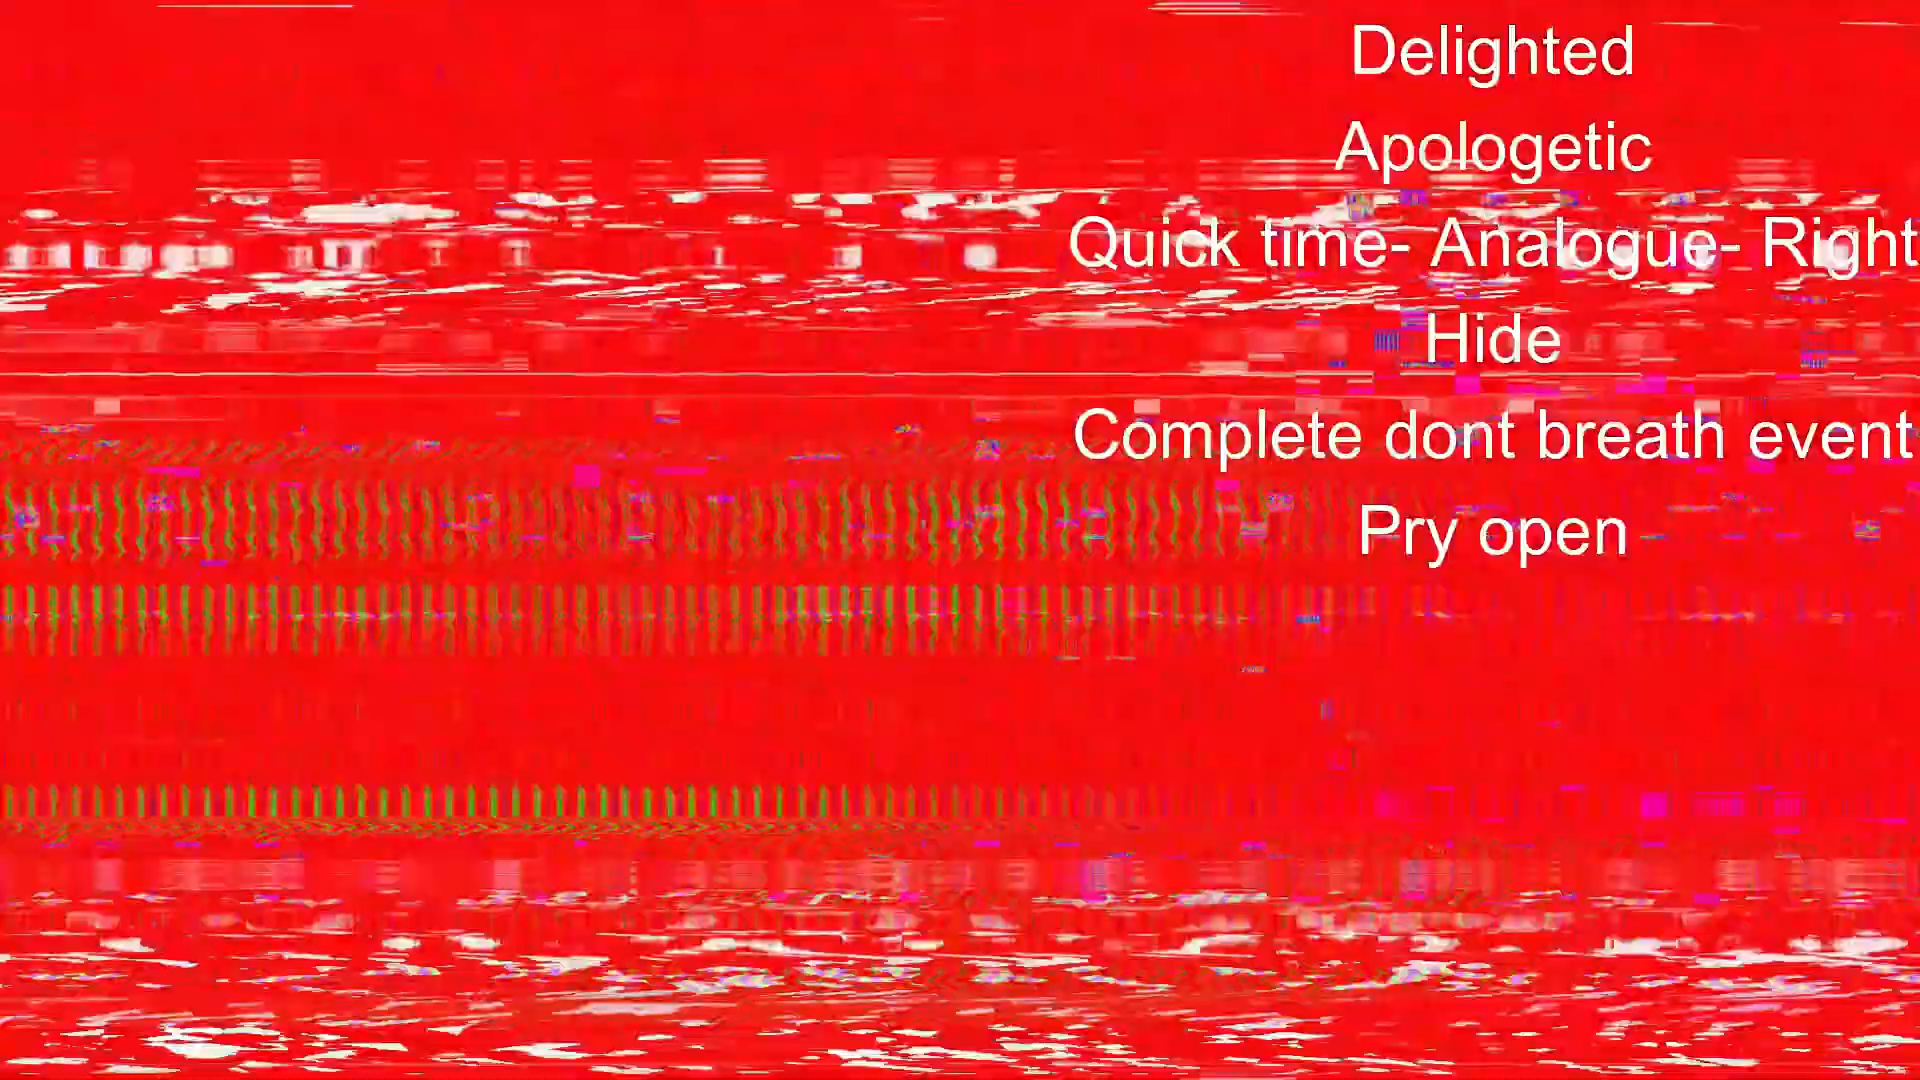 Delighted
Apologetic
Quick time- Analogue- Right
Hide
Complete dont breath event
Pry open